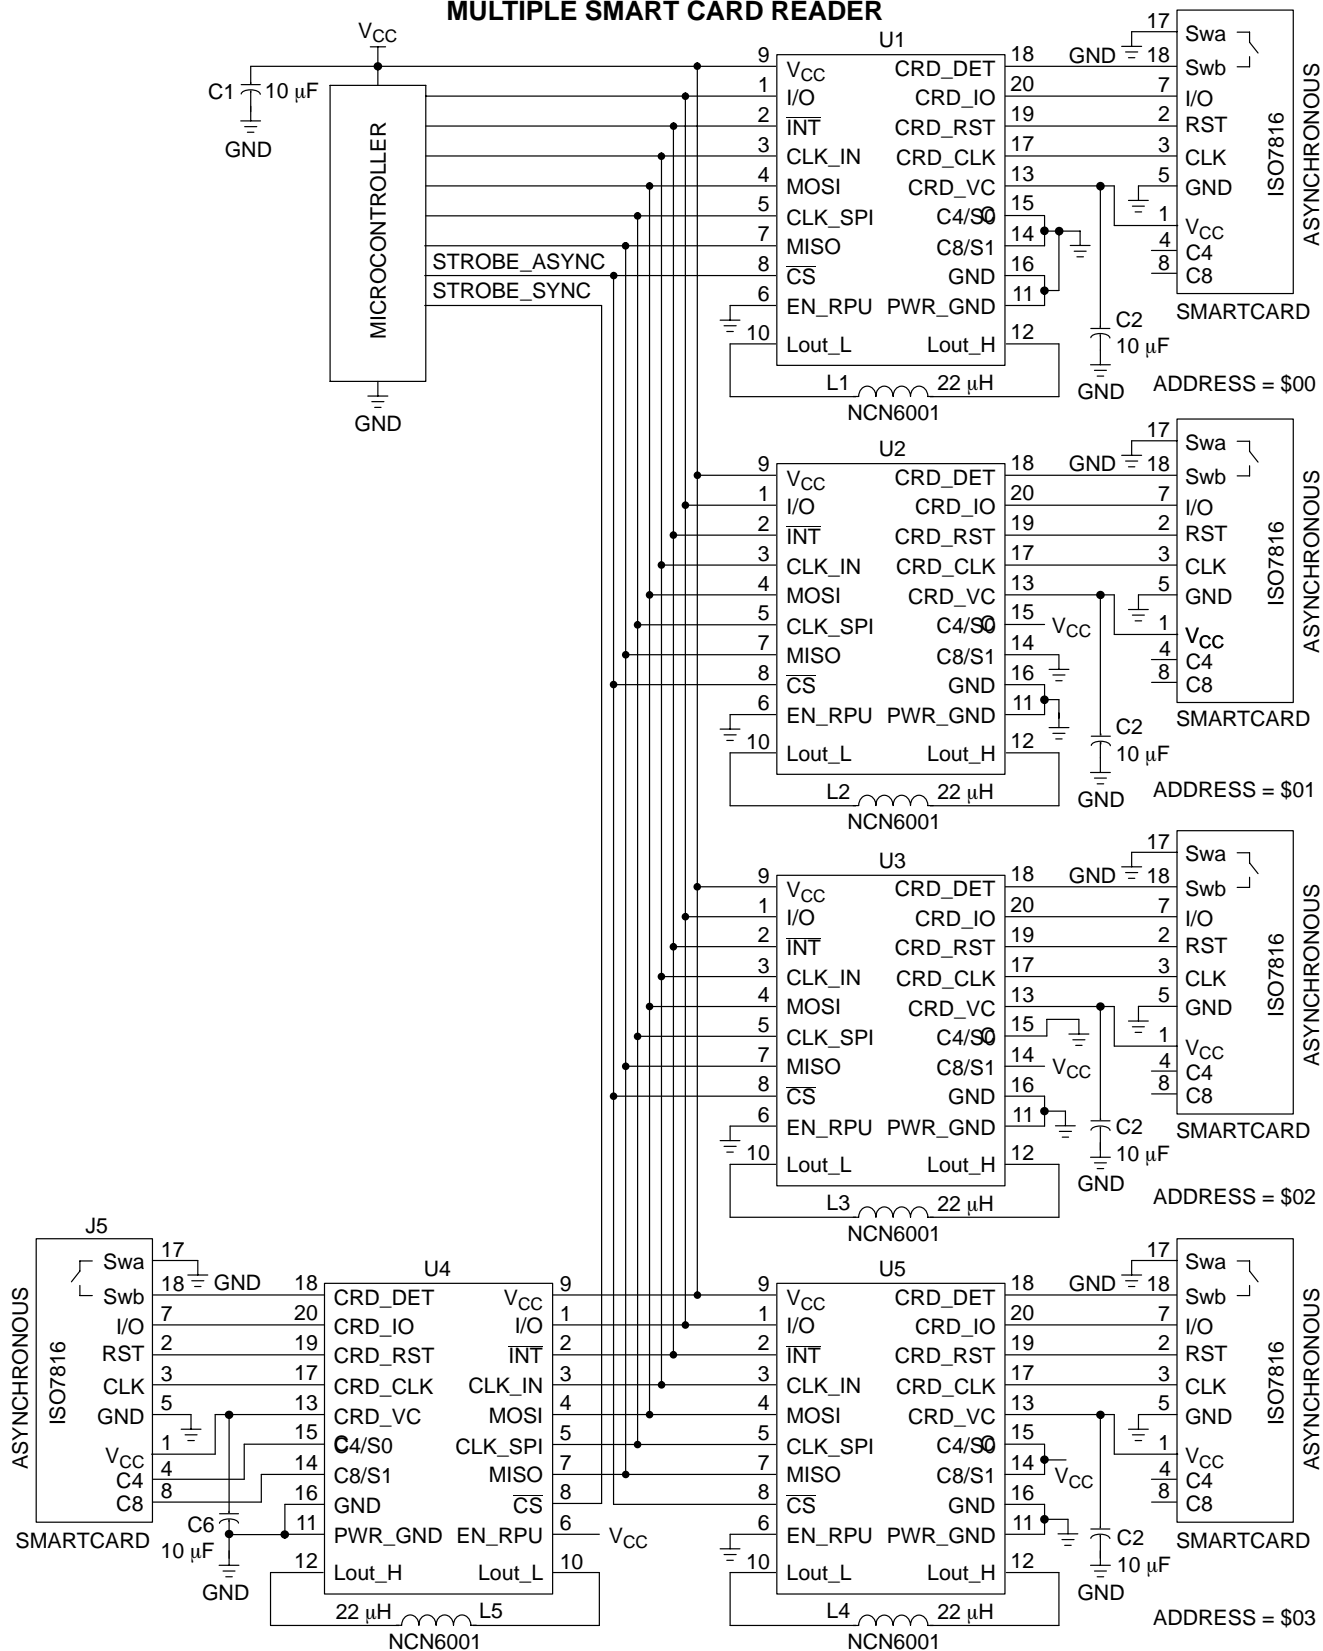 MULTIPLE SMART CARD READER
VCC
C1 10 μF
GND
MICROCONTROLLER
GND
STROBE_ASYNC
STROBE_SYNC
U1
9 VCC CRD_DET 18
1 I/O CRD_IO 20
2 INT CRD_RST 19
3 CLK_IN CRD_CLK 17
4 MOSI CRD_VC 13
5 CLK_SPI C4/S0 15
7 MISO C8/S1 14
8 CS GND 16
6 EN_RPU PWR_GND 11
10 Lout_L Lout_H 12
L1 22 μH
NCN6001
C2
10 μF
GND
17 Swa
GND 18 Swb
7 I/O
2 RST
3 CLK
5 GND
1 VCC
4 C4
8 C8
ISO7816
ASYNCHRONOUS
SMARTCARD
ADDRESS = $00
U2
9 VCC CRD_DET 18
1 I/O CRD_IO 20
2 INT CRD_RST 19
3 CLK_IN CRD_CLK 17
4 MOSI CRD_VC 13
5 CLK_SPI C4/S0 15 VCC
7 MISO C8/S1 14
8 CS GND 16
6 EN_RPU PWR_GND 11
10 Lout_L Lout_H 12
L2 22 μH
NCN6001
C2
10 μF
GND
17 Swa
GND 18 Swb
7 I/O
2 RST
3 CLK
5 GND
1 VCC
4 C4
8 C8
ISO7816
ASYNCHRONOUS
SMARTCARD
ADDRESS = $01
U3
9 VCC CRD_DET 18
1 I/O CRD_IO 20
2 INT CRD_RST 19
3 CLK_IN CRD_CLK 17
4 MOSI CRD_VC 13
5 CLK_SPI C4/S0 15
7 MISO C8/S1 14 VCC
8 CS GND 16
6 EN_RPU PWR_GND 11
10 Lout_L Lout_H 12
L3 22 μH
NCN6001
C2
10 μF
GND
17 Swa
GND 18 Swb
7 I/O
2 RST
3 CLK
5 GND
1 VCC
4 C4
8 C8
ISO7816
ASYNCHRONOUS
SMARTCARD
ADDRESS = $02
J5
ASYNCHRONOUS
ISO7816
Swa 17
Swb 18 GND
I/O 7
RST 2
CLK 3
GND 5
VCC 1
C4 4
C8 8
SMARTCARD
C6
10 μF
GND
U4
18 CRD_DET VCC 9
20 CRD_IO I/O 1
19 CRD_RST INT 2
17 CRD_CLK CLK_IN 3
13 CRD_VC MOSI 4
15 C4/S0 CLK_SPI 5
14 C8/S1 MISO 7
16 GND CS 8
11 PWR_GND EN_RPU 6 VCC
12 Lout_H Lout_L 10
22 μH L5
NCN6001
U5
9 VCC CRD_DET 18
1 I/O CRD_IO 20
2 INT CRD_RST 19
3 CLK_IN CRD_CLK 17
4 MOSI CRD_VC 13
5 CLK_SPI C4/S0 15
7 MISO C8/S1 14 VCC
8 CS GND 16
6 EN_RPU PWR_GND 11
10 Lout_L Lout_H 12
L4 22 μH
NCN6001
C2
10 μF
GND
17 Swa
GND 18 Swb
7 I/O
2 RST
3 CLK
5 GND
1 VCC
4 C4
8 C8
ISO7816
ASYNCHRONOUS
SMARTCARD
ADDRESS = $03